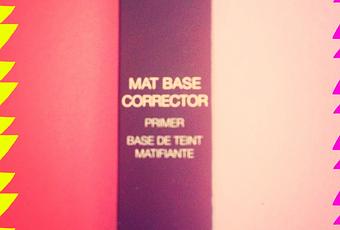 MAT BASE
CORRECTOR
PRIMER
BASE DE TEINT
MATIFIANTE